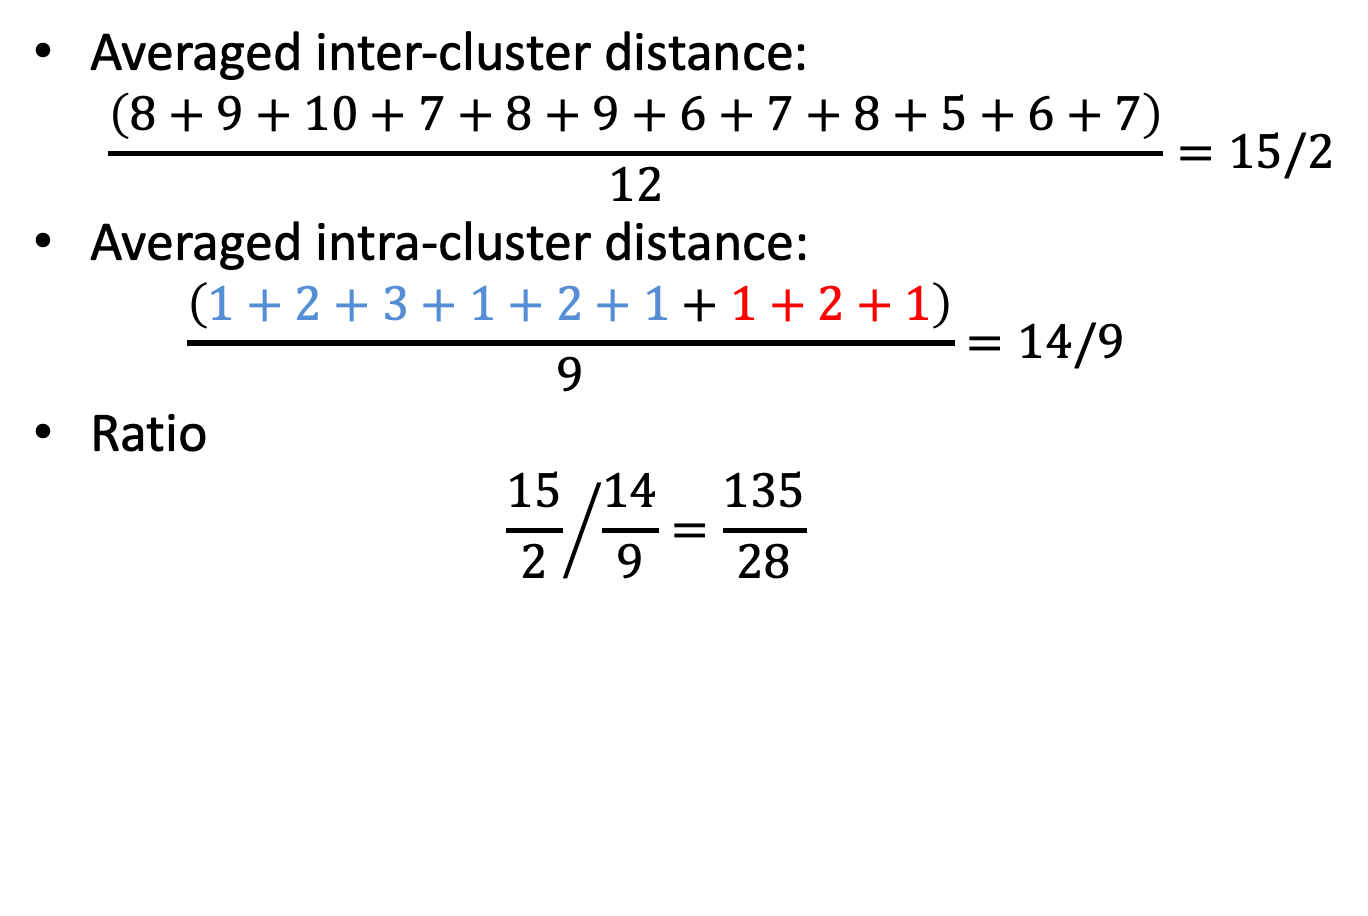 • Averaged inter-cluster distance:
(8 + 9 + 10 + 7 + 8 + 9 + 6 + 7 + 8 + 5 + 6 + 7)
12
= 15/2
• Averaged intra-cluster distance:
(1 + 2 + 3 + 1 + 2 + 1 + 1 + 2 + 1)
9
= 14/9
• Ratio
15/2 / 14/9 = 135/28